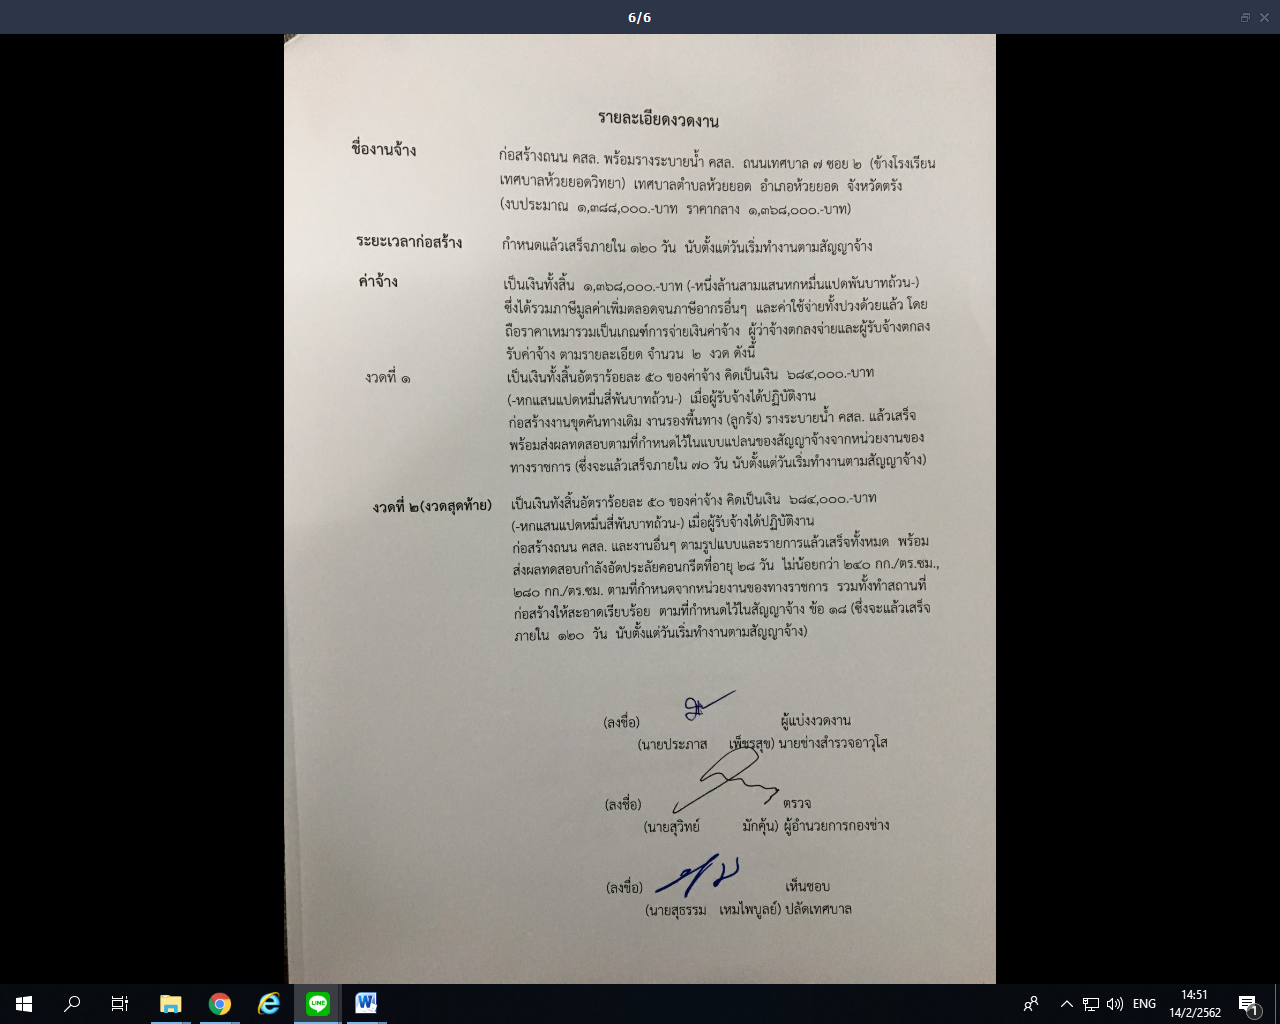 6/6
รายละเอียดงวดงาน
ชื่องานจ้าง ก่อสร้างถนน คสล. พร้อมรางระบายน้ำ คสล. ถนนเทศบาล ๗ ซอย ๒ (ข้างโรงเรียน
เทศบาลห้วยยอดวิทยา) เทศบาลตำบลห้วยยอด อำเภอห้วยยอด จังหวัดตรัง
(งบประมาณ ๑,๓๘๘,๐๐๐.-บาท ราคากลาง ๑,๓๖๘,๐๐๐.-บาท)
ระยะเวลาก่อสร้าง กำหนดแล้วเสร็จภายใน ๑๒๐ วัน นับตั้งแต่วันเริ่มทำงานตามสัญญาจ้าง
ค่าจ้าง เป็นเงินทั้งสิ้น ๑,๓๖๘,๐๐๐.-บาท (-หนึ่งล้านสามแสนหกหมื่นแปดพันบาทถ้วน-)
ซึ่งได้รวมภาษีมูลค่าเพิ่มตลอดจนภาษีอากรอื่นๆ และค่าใช้จ่ายทั้งปวงด้วยแล้ว โดย
ถือราคาเหมารวมเป็นเกณฑ์การจ่ายเงินค่าจ้าง ผู้ว่าจ้างตกลงจ่ายและผู้รับจ้างตกลง
รับค่าจ้าง ตามรายละเอียด จำนวน ๒ งวด ดังนี้
งวดที่ ๑ เป็นเงินทั้งสิ้นอัตราร้อยละ ๕๐ ของค่าจ้าง คิดเป็นเงิน ๖๘๔,๐๐๐.-บาท
(-หกแสนแปดหมื่นสี่พันบาทถ้วน-) เมื่อผู้รับจ้างได้ปฏิบัติงาน
ก่อสร้างงานขุดคันทางเดิม งานรองพื้นทาง (ลูกรัง) รางระบายน้ำ คสล. แล้วเสร็จ
พร้อมส่งผลทดสอบตามที่กำหนดไว้ในแบบแปลนของสัญญาจ้างจากหน่วยงานของ
ทางราชการ (ซึ่งจะแล้วเสร็จภายใน ๗๐ วัน นับตั้งแต่วันเริ่มทำงานตามสัญญาจ้าง)
งวดที่ ๒(งวดสุดท้าย) เป็นเงินทั้งสิ้นอัตราร้อยละ ๕๐ ของค่าจ้าง คิดเป็นเงิน ๖๘๔,๐๐๐.-บาท
(-หกแสนแปดหมื่นสี่พันบาทถ้วน-) เมื่อผู้รับจ้างได้ปฏิบัติงาน
ก่อสร้างถนน คสล. และงานอื่นๆ ตามรูปแบบและรายการแล้วเสร็จทั้งหมด พร้อม
ส่งผลทดสอบกำลังอัดประลัยคอนกรีตที่อายุ ๒๘ วัน ไม่น้อยกว่า ๒๔๐ กก./ตร.ซม.,
๒๘๐ กก./ตร.ซม. ตามที่กำหนดจากหน่วยงานของทางราชการ รวมทั้งทำสถานที่
ก่อสร้างให้สะอาดเรียบร้อย ตามที่กำหนดไว้ในสัญญาจ้าง ข้อ ๑๘ (ซึ่งจะแล้วเสร็จ
ภายใน ๑๒๐ วัน นับตั้งแต่วันเริ่มทำงานตามสัญญาจ้าง)
(ลงชื่อ) ผู้แบ่งงวดงาน
(นายประภาส เพ็ชรสุข) นายช่างสำรวจอาวุโส
(ลงชื่อ) ตรวจ
(นายสุวิทย์ มักคุ้น) ผู้อำนวยการกองช่าง
(ลงชื่อ) เห็นชอบ
(นายสุธรรม เหมไพบูลย์) ปลัดเทศบาล
LINE
ENG
14:51
14/2/2562
1